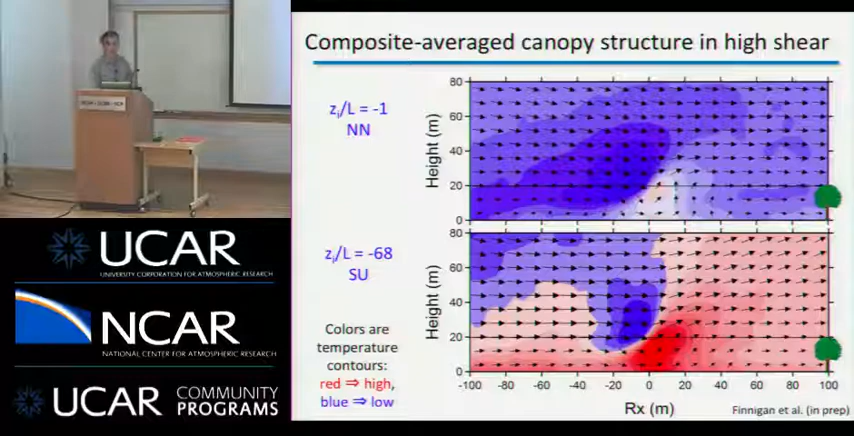 Composite-averaged canopy structure in high shear
zi/L = -1
NN
Height (m)
80
60
40
20
0
zi/L = -68
SU
Height (m)
80
60
40
20
0
-100 -80 -60 -40 -20 0 20 40 60 80 100
Rx (m)
Colors are
temperature
contours:
red ⇒ high,
blue ⇒ low
Finnigan et al. (in prep)
UCAR
UNIVERSITY CORPORATION FOR ATMOSPHERIC RESEARCH
NCAR
NATIONAL CENTER FOR ATMOSPHERIC RESEARCH
UCAR COMMUNITY
PROGRAMS